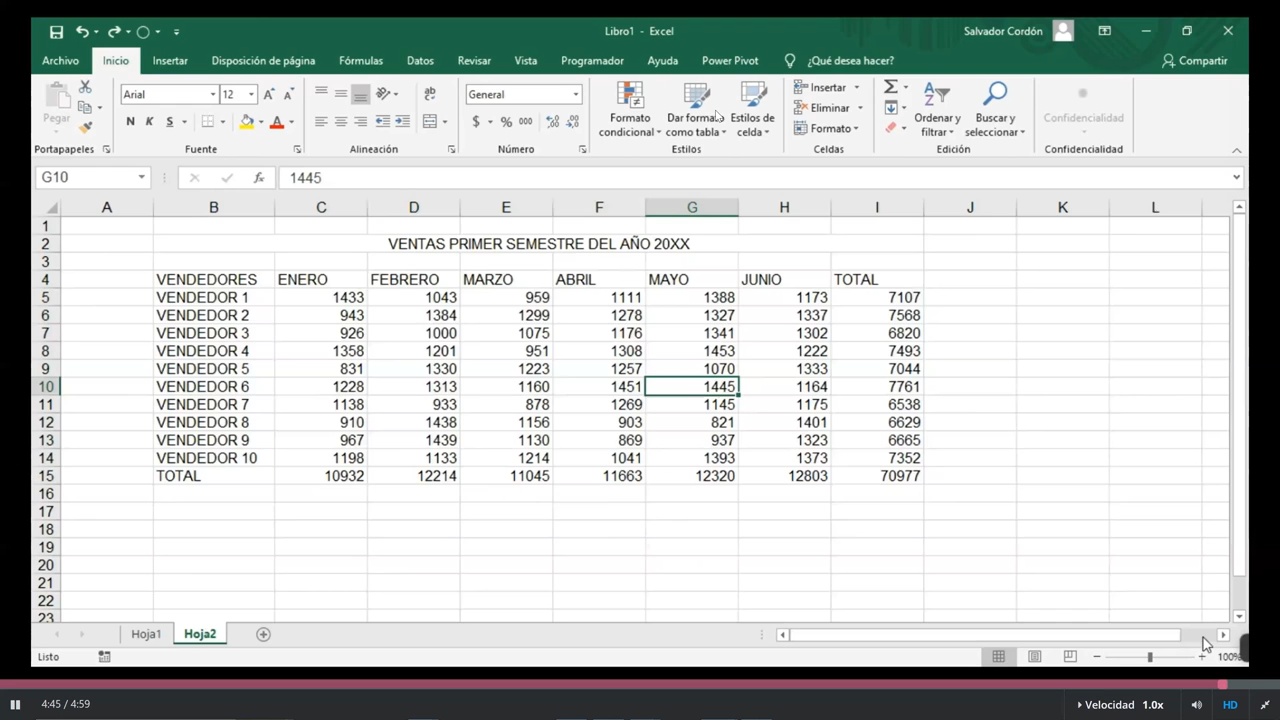 Libro1 - Excel
Salvador Cordón
Archivo Inicio Insertar Disposición de página Fórmulas Datos Revisar Vista Programador Ayuda Power Pivot ¿Qué desea hacer? Compartir
Pegar
Portapapeles
Arial 12
N K S
Fuente
ab
Alineación
General
$ % 000
Número
Formato condicional
Dar formato como tabla
Estilos de celda
Estilos
Insertar
Eliminar
Formato
Celdas
Ordenar y filtrar
Buscar y seleccionar
Edición
Confidencialidad
Confidencialidad
G10 fx 1445
A B C D E F G H I J K L
1
2 VENTAS PRIMER SEMESTRE DEL AÑO 20XX
3
4 VENDEDORES ENERO FEBRERO MARZO ABRIL MAYO JUNIO TOTAL
5 VENDEDOR 1 1433 1043 959 1111 1388 1173 7107
6 VENDEDOR 2 943 1384 1299 1278 1327 1337 7568
7 VENDEDOR 3 926 1000 1075 1176 1341 1302 6820
8 VENDEDOR 4 1358 1201 951 1308 1453 1222 7493
9 VENDEDOR 5 831 1330 1223 1257 1070 1333 7044
10 VENDEDOR 6 1228 1313 1160 1451 1445 1164 7761
11 VENDEDOR 7 1138 933 878 1269 1145 1175 6538
12 VENDEDOR 8 910 1438 1156 903 821 1401 6629
13 VENDEDOR 9 967 1439 1130 869 937 1323 6665
14 VENDEDOR 10 1198 1133 1214 1041 1393 1373 7352
15 TOTAL 10932 12214 11045 11663 12320 12803 70977
16
17
18
19
20
21
22
23
Hoja1 Hoja2
Listo 100%
4:45 / 4:59 Velocidad 1.0x HD